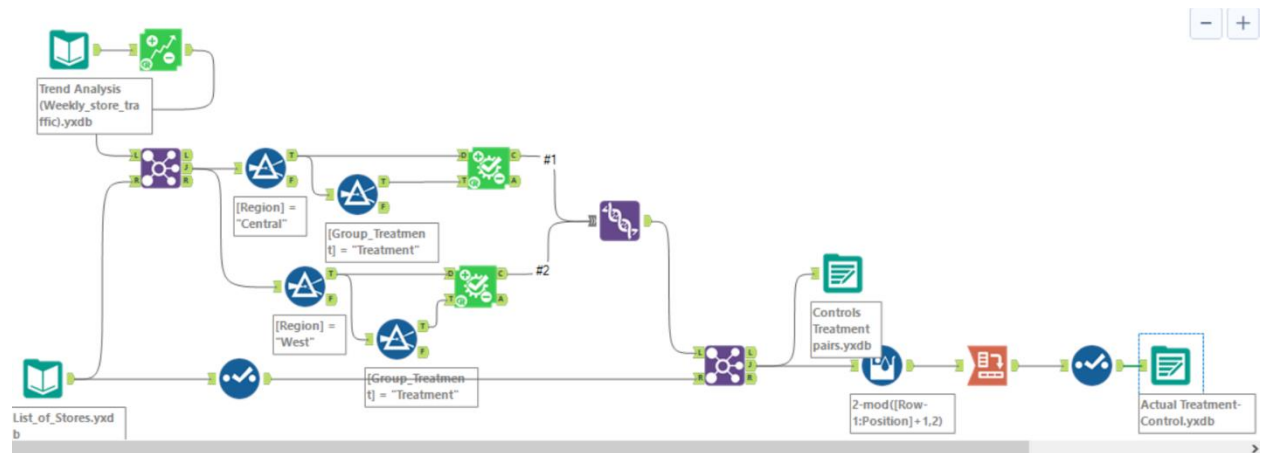 Trend Analysis
(Weekly_store_tra
ffic).yxdb
L
R
L
J
R
T
F
[Region] =
"Central"
T
F
[Group_Treatmen
t] = "Treatment"
D
T
C
A
#1
T
F
[Region] =
"West"
T
F
[Group_Treatmen
t] = "Treatment"
D
T
C
A
#2
List_of_Stores.yxd
b
L
R
L
J
R
Controls
Treatment
pairs.yxdb
2-mod([Row-
1:Position]+1,2)
Actual Treatment-
Control.yxdb